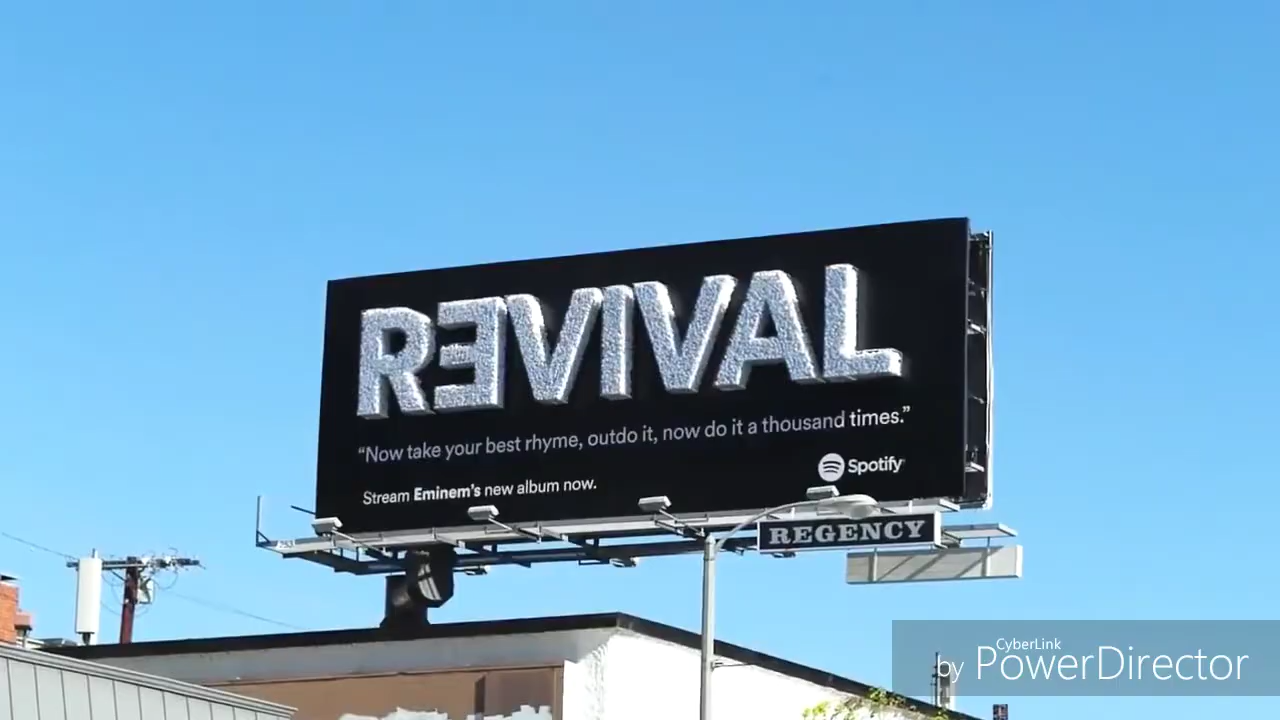 RƎVIVAL
“Now take your best rhyme, outdo it, now do it a thousand times.”
Spotify
Stream Eminem's new album now.
REGENCY
CyberLink
by PowerDirector